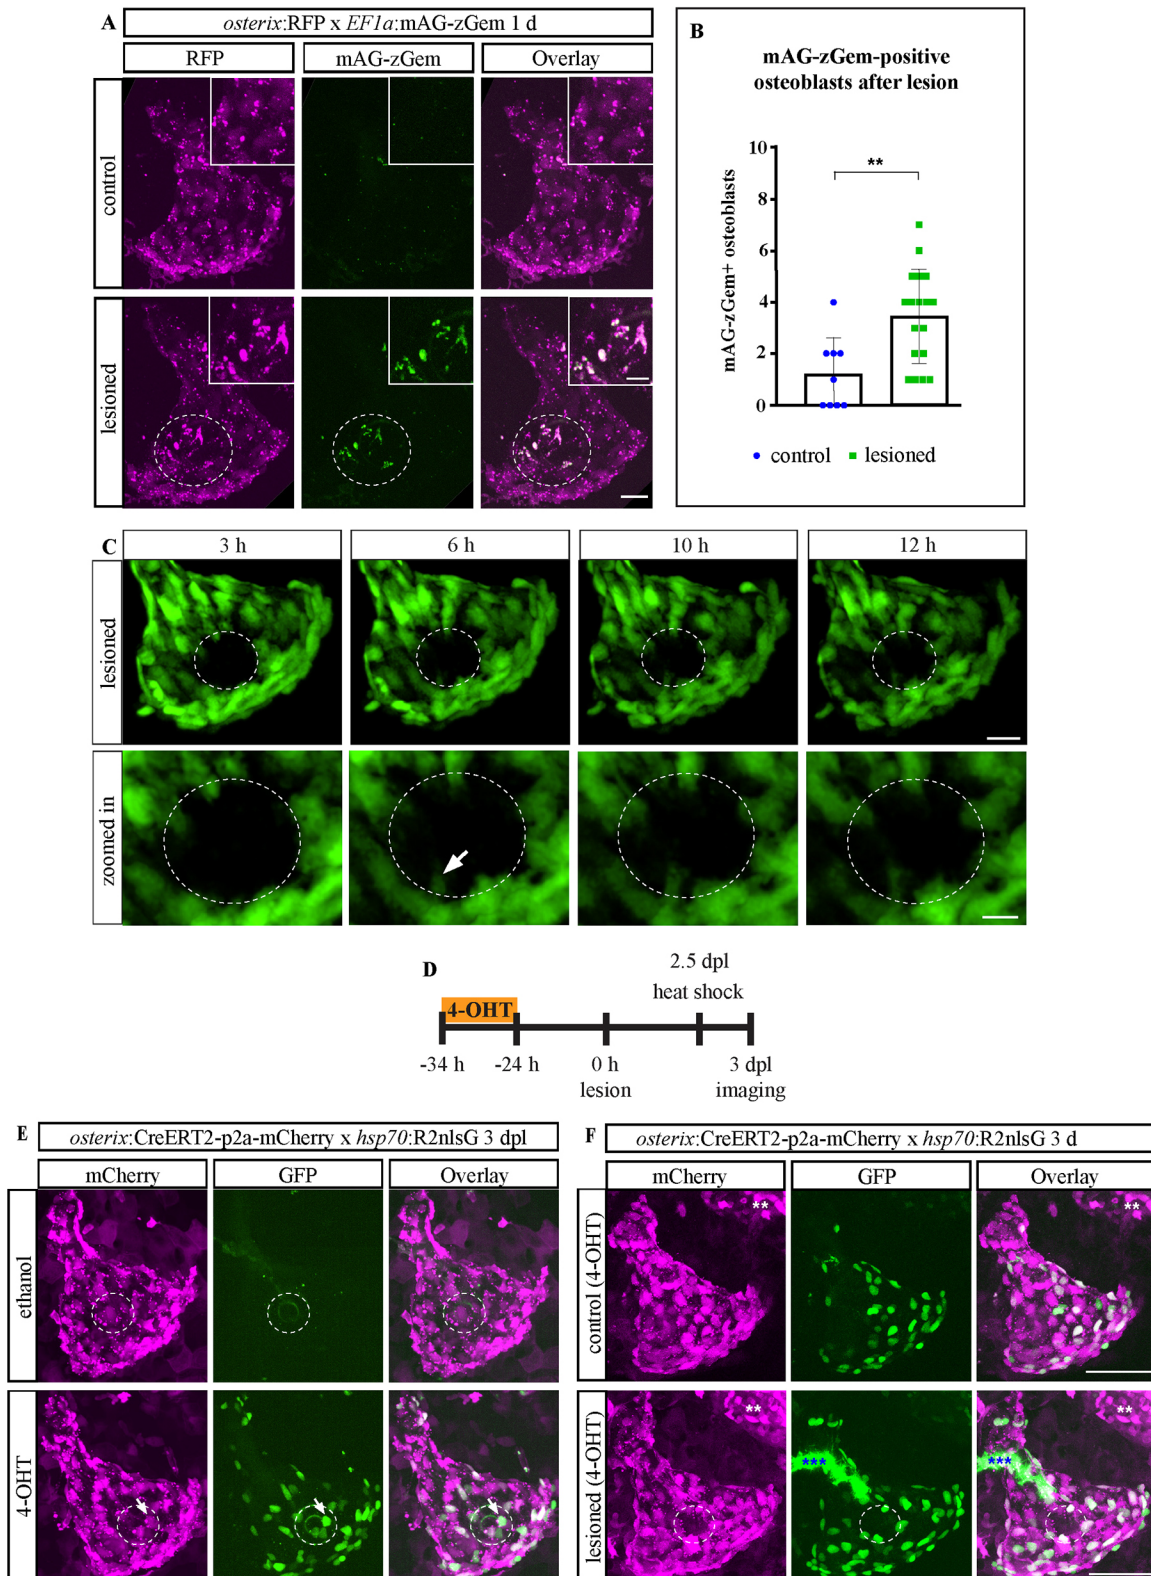 A
osterix:RFP x EF1a:mAG-zGem 1 d
RFP
mAG-zGem
Overlay
control
lesioned
B
mAG-zGem-positive
osteoblasts after lesion
mAG-zGem+ osteoblasts
10
8
6
4
2
0
**
control
lesioned
C
3 h
6 h
10 h
12 h
lesioned
zoomed in
D
2.5 dpl
heat shock
4-OHT
-34 h
-24 h
0 h
3 dpl
lesion
imaging
E
osterix:CreERT2-p2a-mCherry x hsp70:R2nlsG 3 dpl
mCherry
GFP
Overlay
ethanol
4-OHT
F
osterix:CreERT2-p2a-mCherry x hsp70:R2nlsG 3 d
mCherry
GFP
Overlay
control (4-OHT)
**
**
lesioned (4-OHT)
**
***
***
**